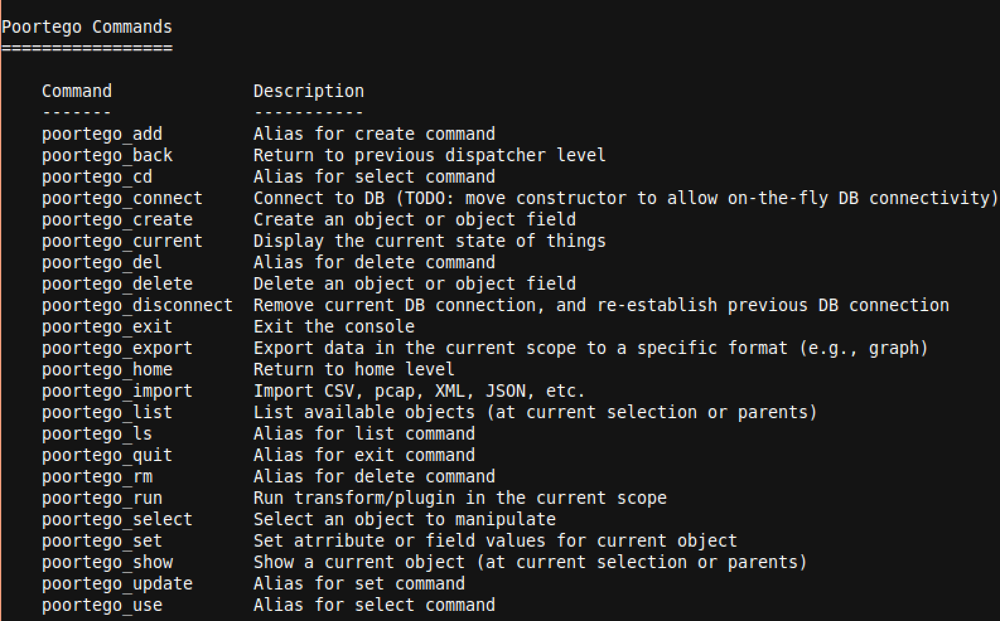 Poortego Commands
=================
Command Description
------- -----------
poortego_add Alias for create command
poortego_back Return to previous dispatcher level
poortego_cd Alias for select command
poortego_connect Connect to DB (TODO: move constructor to allow on-the-fly DB connectivity)
poortego_create Create an object or object field
poortego_current Display the current state of things
poortego_del Alias for delete command
poortego_delete Delete an object or object field
poortego_disconnect Remove current DB connection, and re-establish previous DB connection
poortego_exit Exit the console
poortego_export Export data in the current scope to a specific format (e.g., graph)
poortego_home Return to home level
poortego_import Import CSV, pcap, XML, JSON, etc.
poortego_list List available objects (at current selection or parents)
poortego_ls Alias for list command
poortego_quit Alias for exit command
poortego_rm Alias for delete command
poortego_run Run transform/plugin in the current scope
poortego_select Select an object to manipulate
poortego_set Set atrribute or field values for current object
poortego_show Show a current object (at current selection or parents)
poortego_update Alias for set command
poortego_use Alias for select command